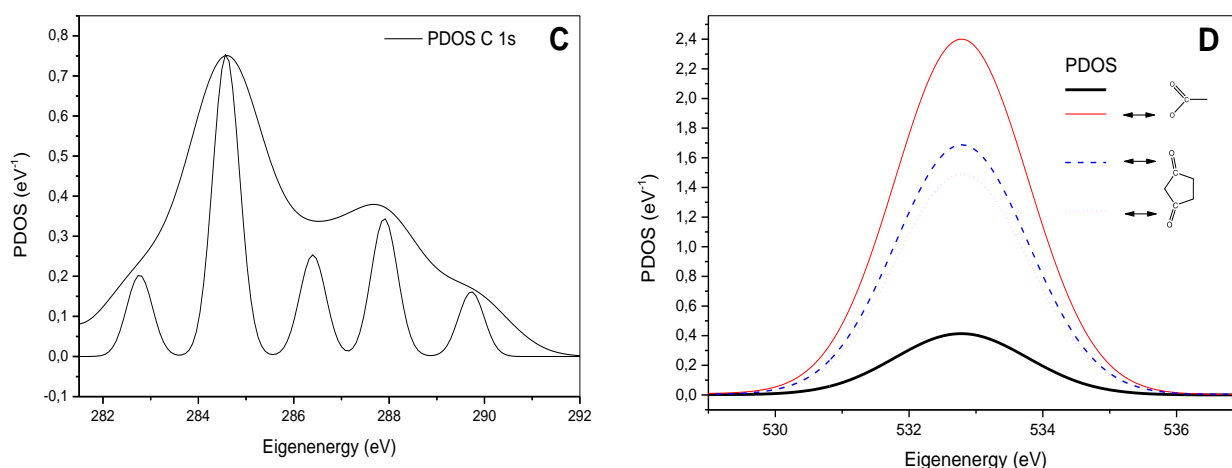 PDOS C 1s
C
0,8
0,7
0,6
0,5
0,4
0,3
0,2
0,1
0,0
-0,1
PDOS (eV⁻¹)
282
284
286
288
290
292
Eigenenergy (eV)
D
2,4
2,2
2,0
1,8
1,6
1,4
1,2
1,0
0,8
0,6
0,4
0,2
0,0
PDOS (eV⁻¹)
PDOS
O
C
O
O
C
C
O
530
532
534
536
Eigenenergy (eV)